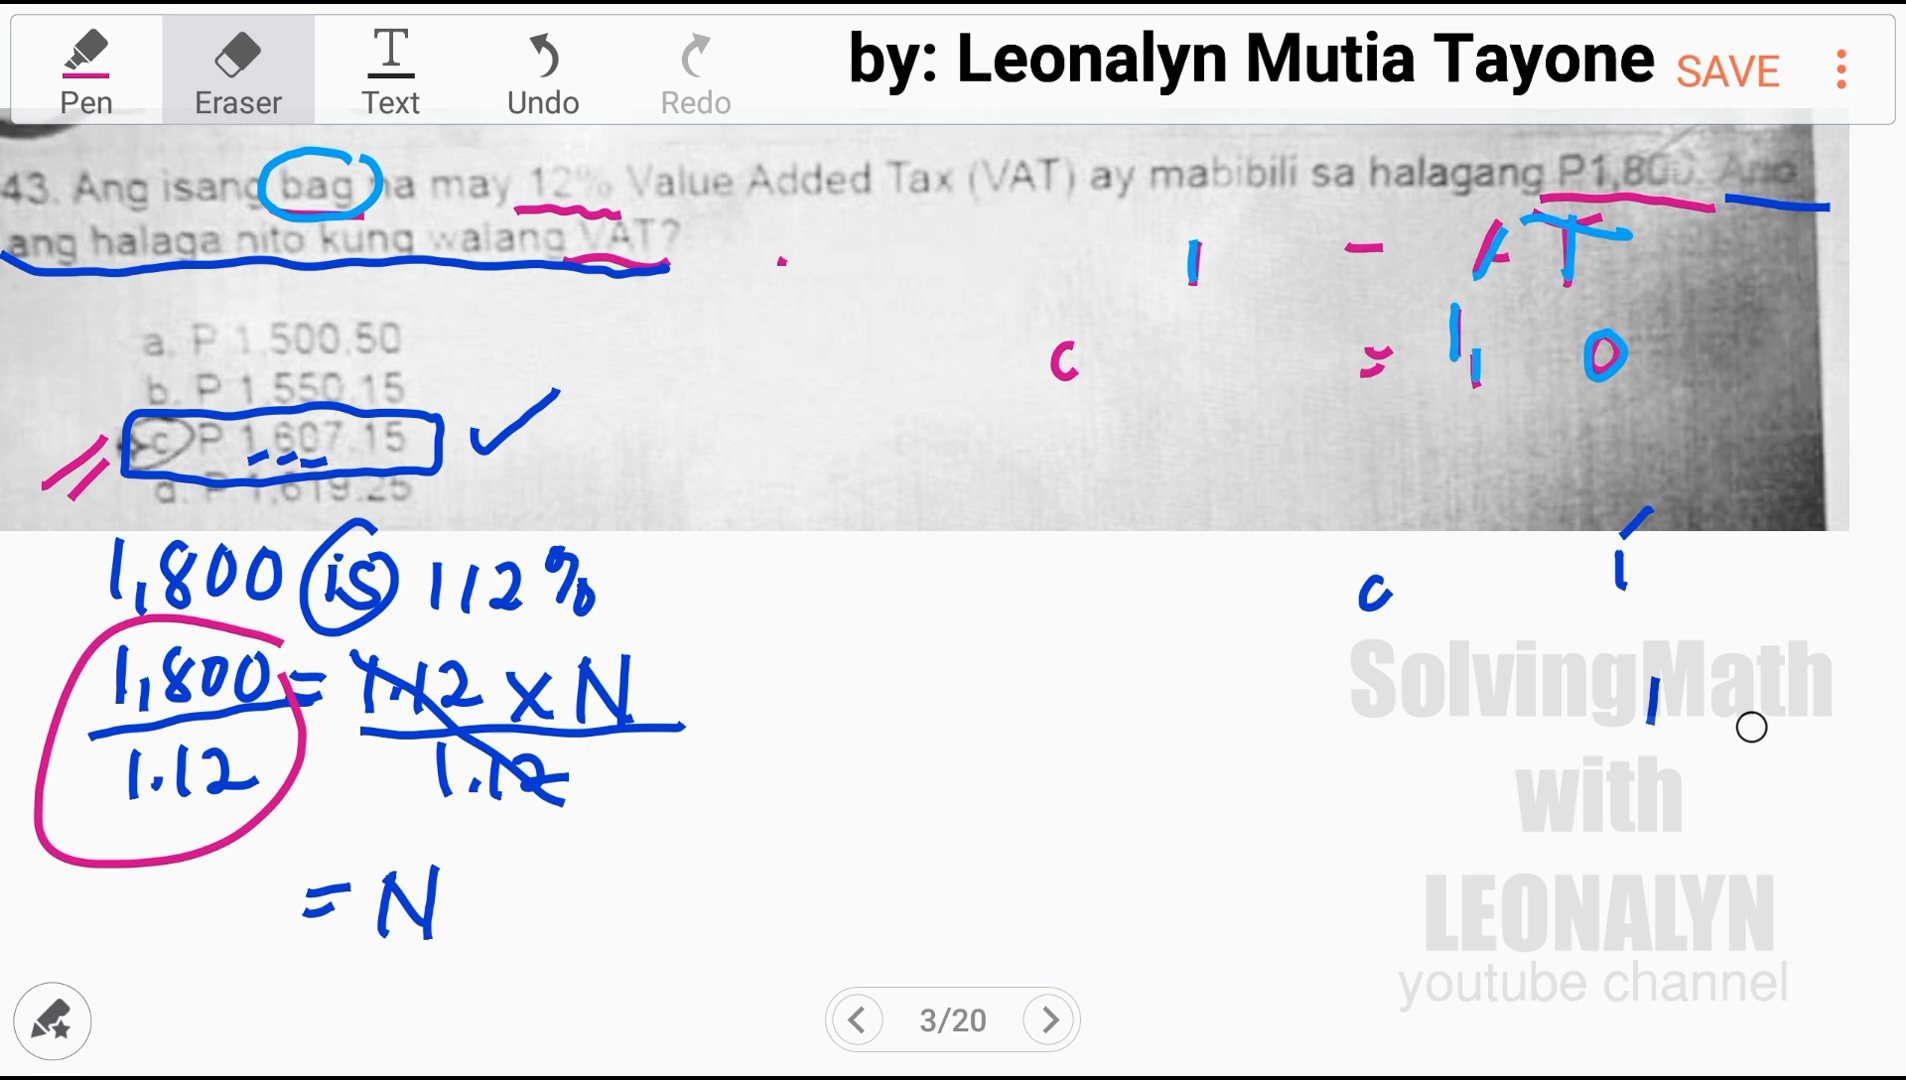 by: Leonalyn Mutia Tayone
SAVE
Pen
Eraser
Text
Undo
Redo
43. Ang isang bag na may 12% Value Added Tax (VAT) ay mabibili sa halagang P1,800. Ano
ang halaga nito kung walang VAT?
a. P 1,500.50
b. P 1,550.15
c. P 1,607.15
d. P 1,619.25
1,800 is 112%
1,800 = 1.12 x N
1.12 1.12
= N
SolvingMath
with
LEONALYN
youtube channel
3/20